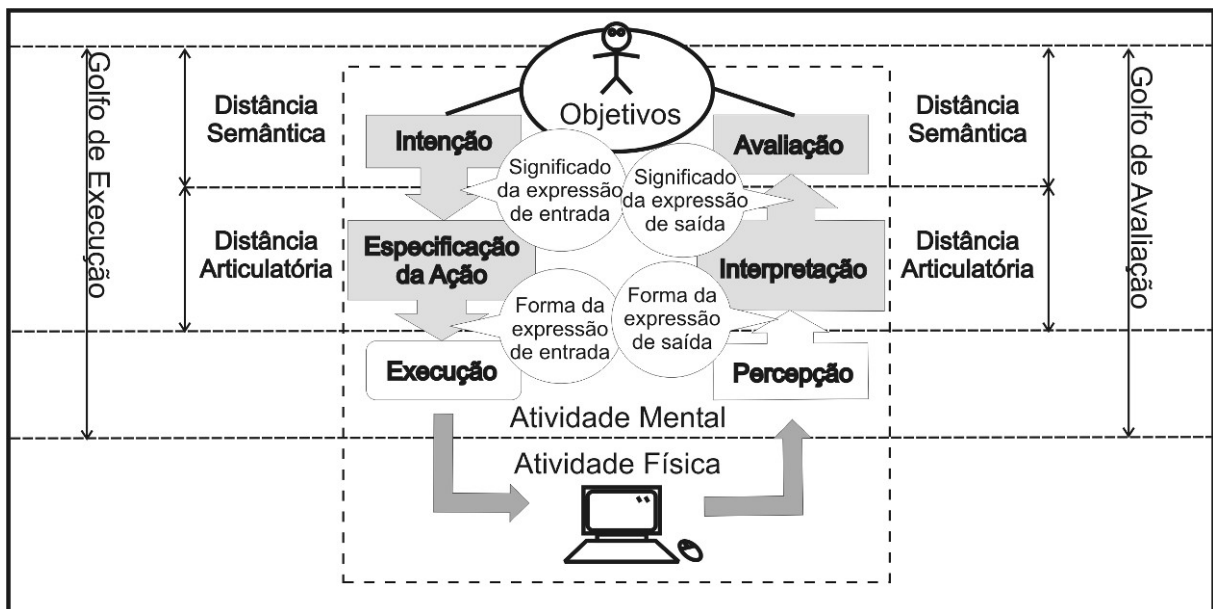 Golfo de Execução
Distância
Semântica
Distância
Articulatória
Objetivos
Intenção
Significado
da expressão
de entrada
Especificação
da Ação
Forma da
expressão
de entrada
Execução
Avaliação
Significado
da expressão
de saída
Interpretação
Forma da
expressão
de saída
Percepção
Atividade Mental
Atividade Física
Distância
Semântica
Distância
Articulatória
Golfo de Avaliação